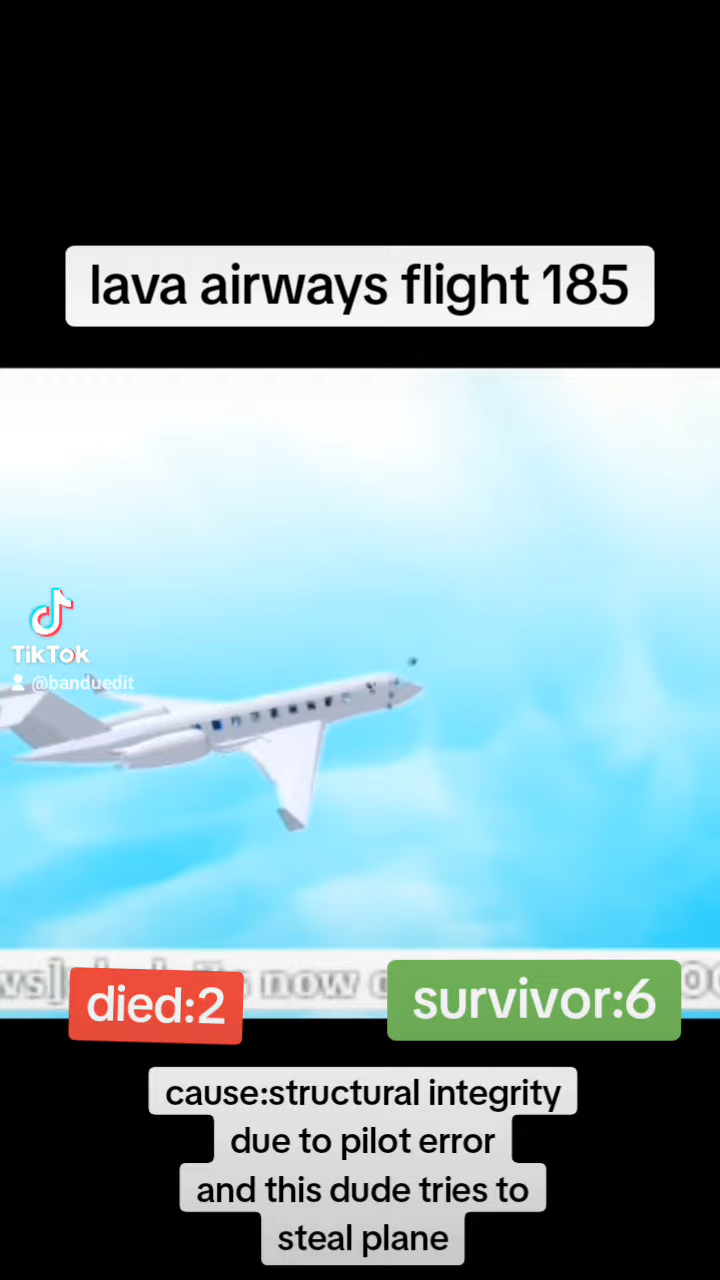 lava airways flight 185
TikTok
@banduedit
now
died:2
survivor:6
cause:structural integrity
due to pilot error
and this dude tries to
steal plane